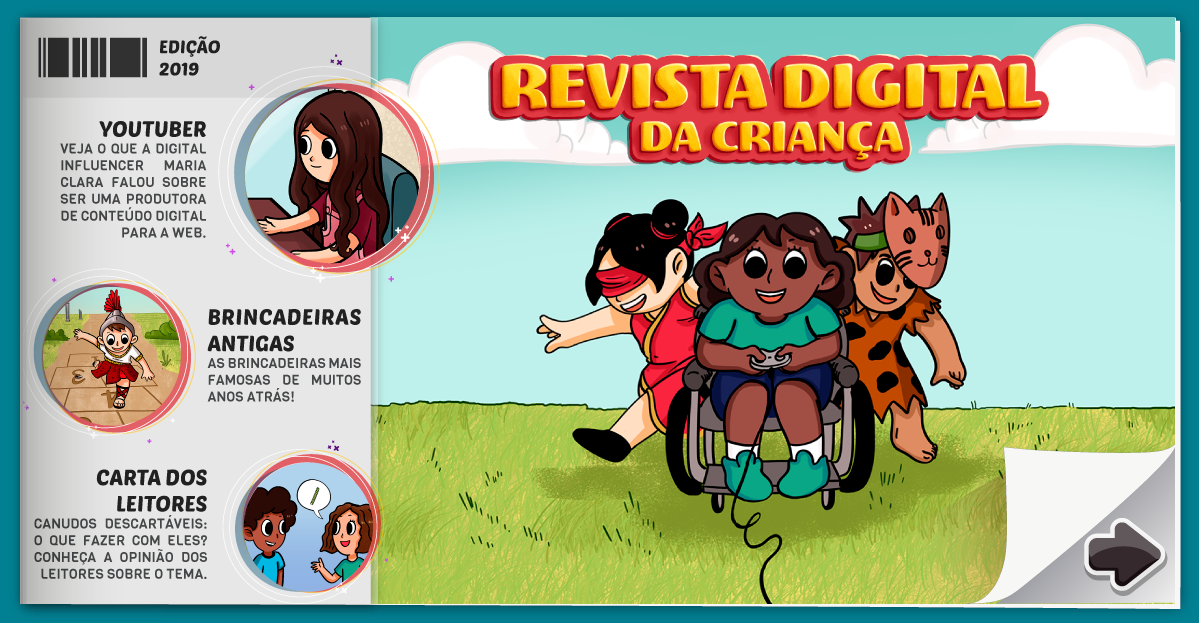 EDIÇÃO
2019
REVISTA DIGITAL
DA CRIANÇA
YOUTUBER
VEJA O QUE A DIGITAL
INFLUENCER MARIA
CLARA FALOU SOBRE
SER UMA PRODUTORA
DE CONTEÚDO DIGITAL
PARA A WEB.
BRINCADEIRAS
ANTIGAS
AS BRINCADEIRAS MAIS
FAMOSAS DE MUITOS
ANOS ATRÁS!
3
4
CARTA DOS
LEITORES
CANUDOS DESCARTÁVEIS:
O QUE FAZER COM ELES?
CONHEÇA A OPINIÃO DOS
LEITORES SOBRE O TEMA.